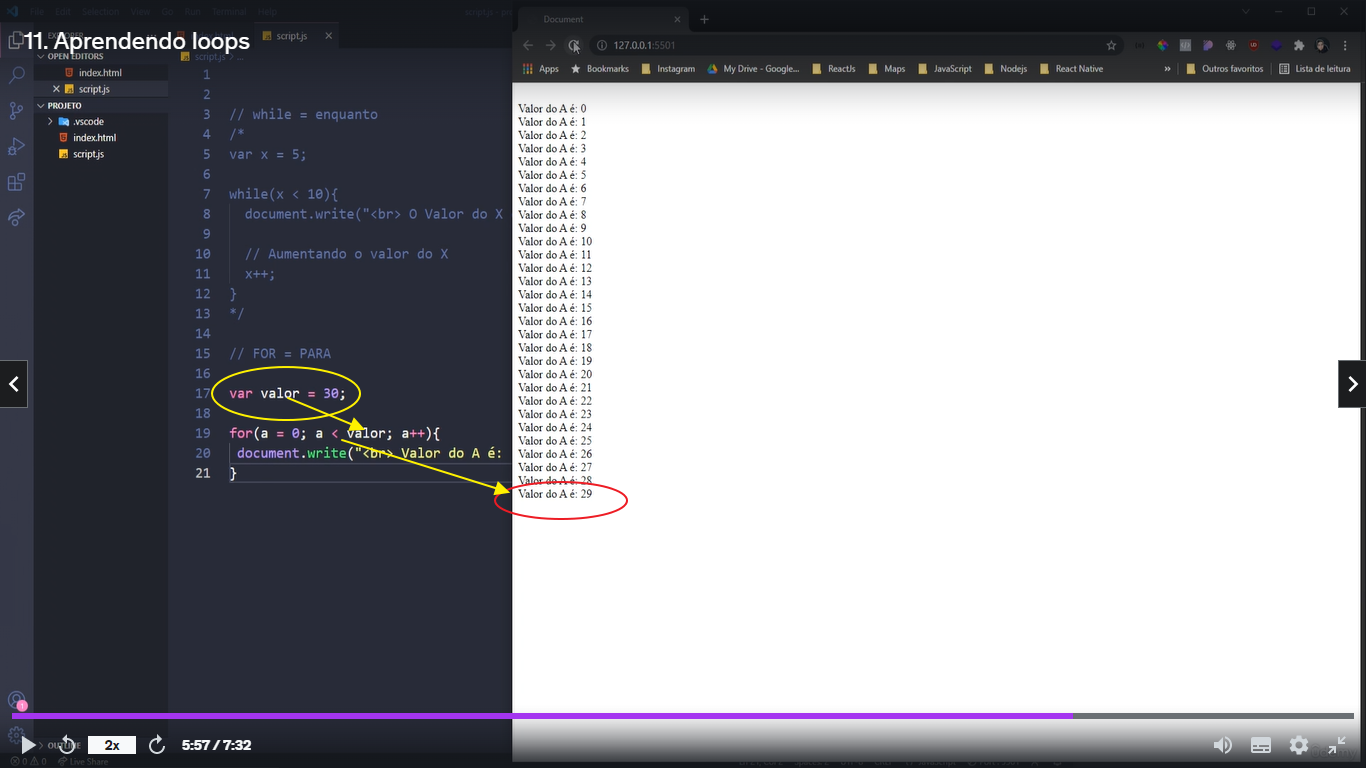 File Edit Selection View Go Run Terminal Help
11. Aprendendo loops
EXPLORER
OPEN EDITORS
index.html
script.js
PROJETO
.vscode
index.html
script.js
OUTLINE
0 0 Live Share
script.js
script.js > ...
1
2
3 // while = enquanto
4 /*
5 var x = 5;
6
7 while(x < 10){
8 document.write("<br> O Valor do X
9
10 // Aumentando o valor do X
11 x++;
12 }
13 */
14
15 // FOR = PARA
16
17 var valor = 30;
18
19 for(a = 0; a < valor; a++){
20 document.write("<br> Valor do A é:
21 }
Document
127.0.0.1:5501
Apps Bookmarks Instagram My Drive - Google... ReactJs Maps JavaScript Nodejs React Native » Outros favoritos Lista de leitura
Valor do A é: 0
Valor do A é: 1
Valor do A é: 2
Valor do A é: 3
Valor do A é: 4
Valor do A é: 5
Valor do A é: 6
Valor do A é: 7
Valor do A é: 8
Valor do A é: 9
Valor do A é: 10
Valor do A é: 11
Valor do A é: 12
Valor do A é: 13
Valor do A é: 14
Valor do A é: 15
Valor do A é: 16
Valor do A é: 17
Valor do A é: 18
Valor do A é: 19
Valor do A é: 20
Valor do A é: 21
Valor do A é: 22
Valor do A é: 23
Valor do A é: 24
Valor do A é: 25
Valor do A é: 26
Valor do A é: 27
Valor do A é: 28
Valor do A é: 29
2x 5:57 / 7:32